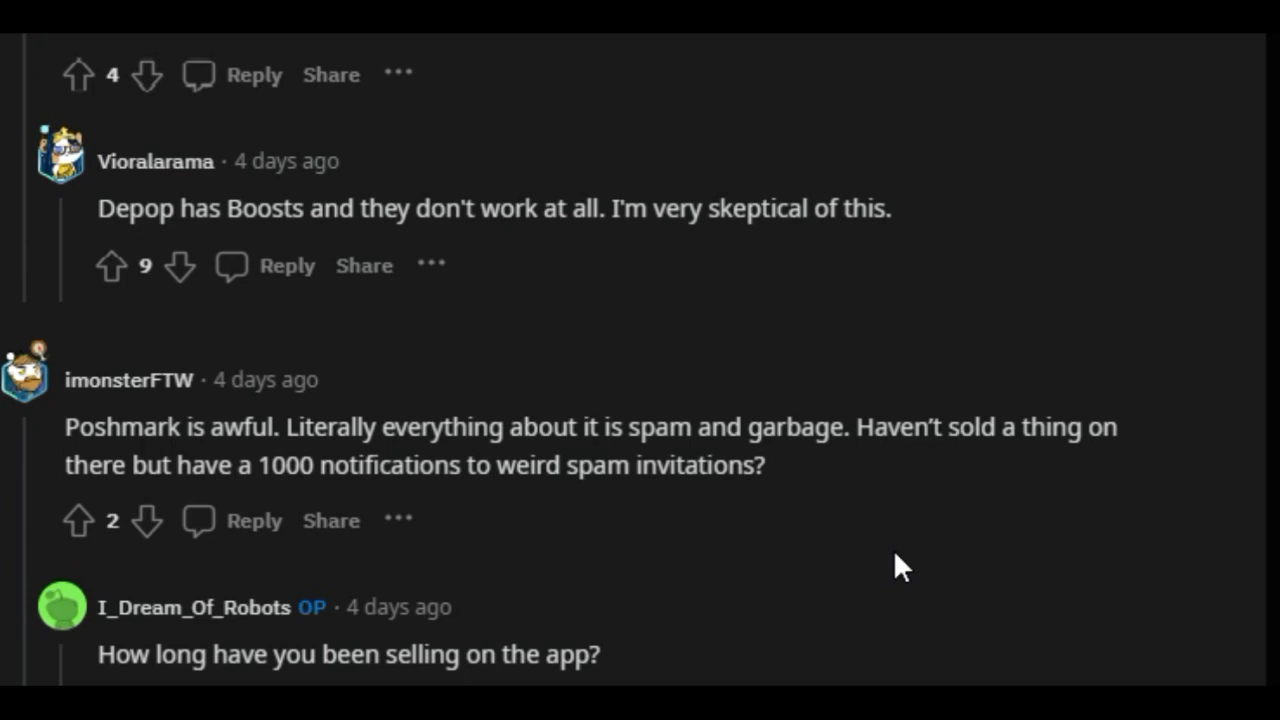 4 Reply Share •••
Vioralarama · 4 days ago
Depop has Boosts and they don't work at all. I'm very skeptical of this.
9 Reply Share •••
imonsterFTW · 4 days ago
Poshmark is awful. Literally everything about it is spam and garbage. Haven’t sold a thing on
there but have a 1000 notifications to weird spam invitations?
2 Reply Share •••
I_Dream_Of_Robots OP · 4 days ago
How long have you been selling on the app?